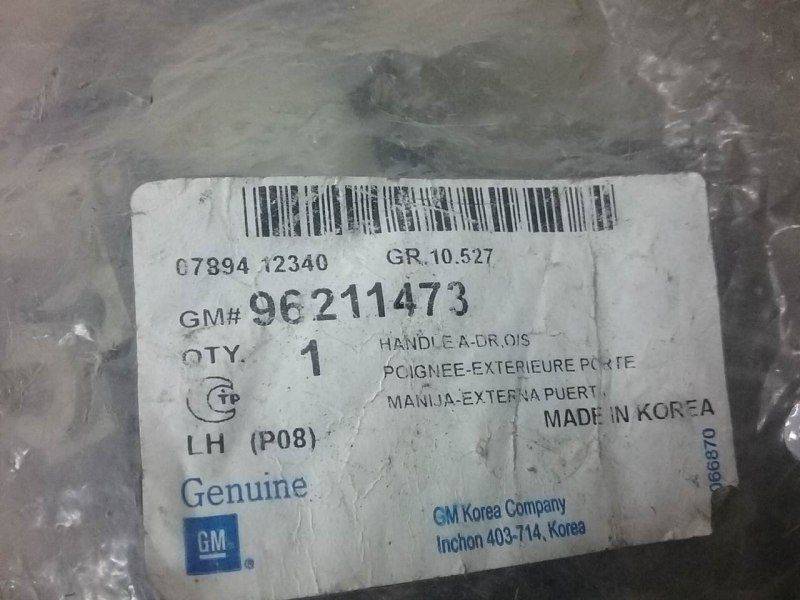 07894 12340 GR.10.527
GM# 96211473
QTY. 1 HANDLE A-DR,OIS
POIGNEE-EXTERIEURE PORTE
MANIJA-EXTERNA PUERT
MADE IN KOREA
LH (P08)
Genuine
GM
GM Korea Company
Inchon 403-714, Korea
066870